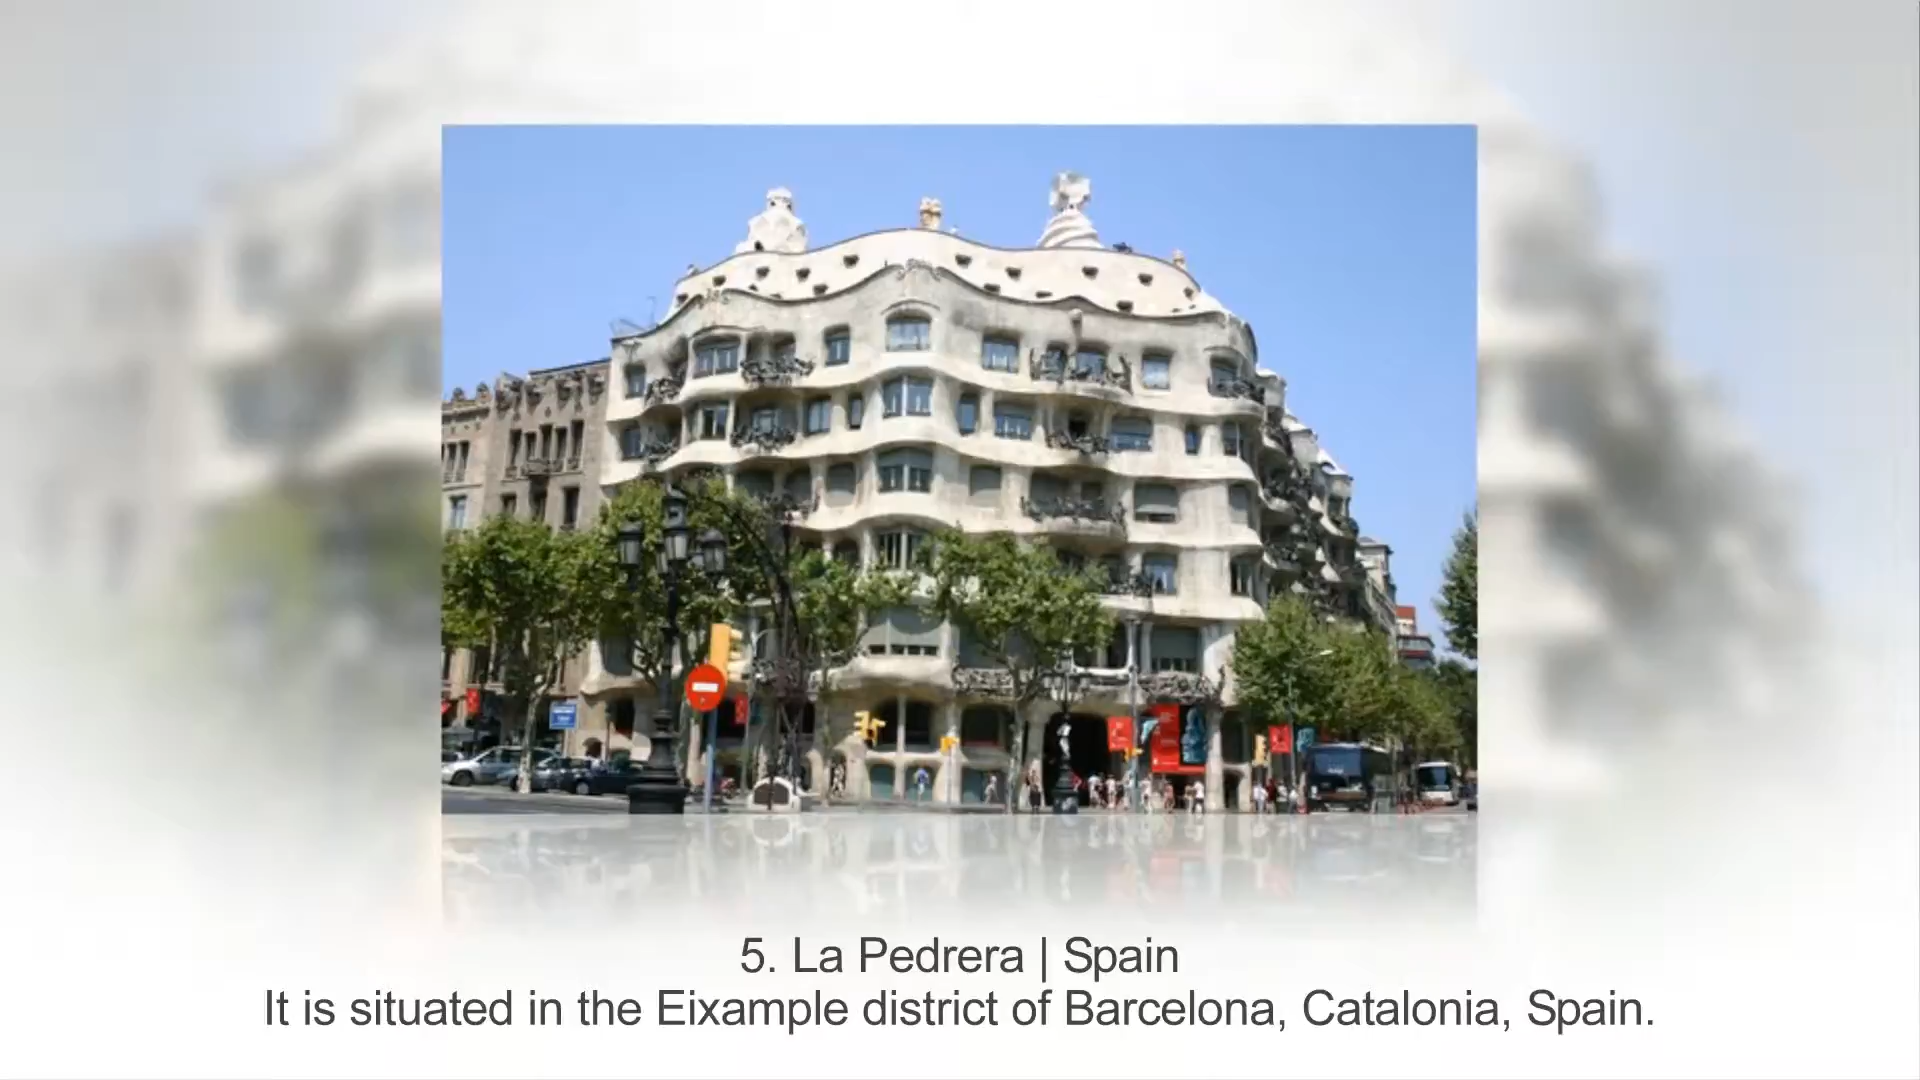 5. La Pedrera | Spain
It is situated in the Eixample district of Barcelona, Catalonia, Spain.